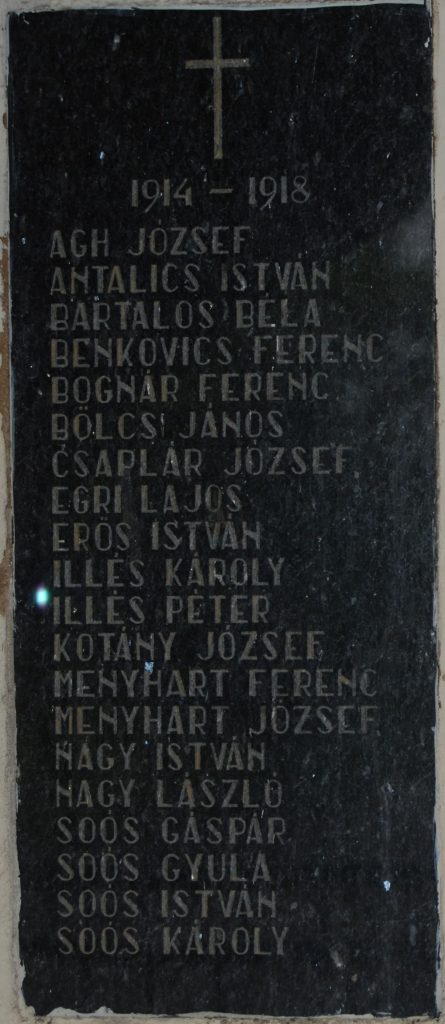 1914 - 1918
AGH JÓZSEF
ANTALICS ISTVÁN
BARTALOS BÉLA
BENKOVICS FERENC
BOGNÁR FERENC
BÖLCS JÁNOS
CSAPLÁR JÓZSEF
EGRI LAJOS
ERŐS ISTVÁN
ILLÉS KÁROLY
ILLÉS PÉTER
KOTÁNY JÓZSEF
MENYHÁRT FERENC
MENYHÁRT JÓZSEF
NAGY ISTVÁN
NAGY LÁSZLÓ
SOÓS GÁSPÁR
SOÓS GYULA
SOÓS ISTVÁN
SOÓS KÁROLY